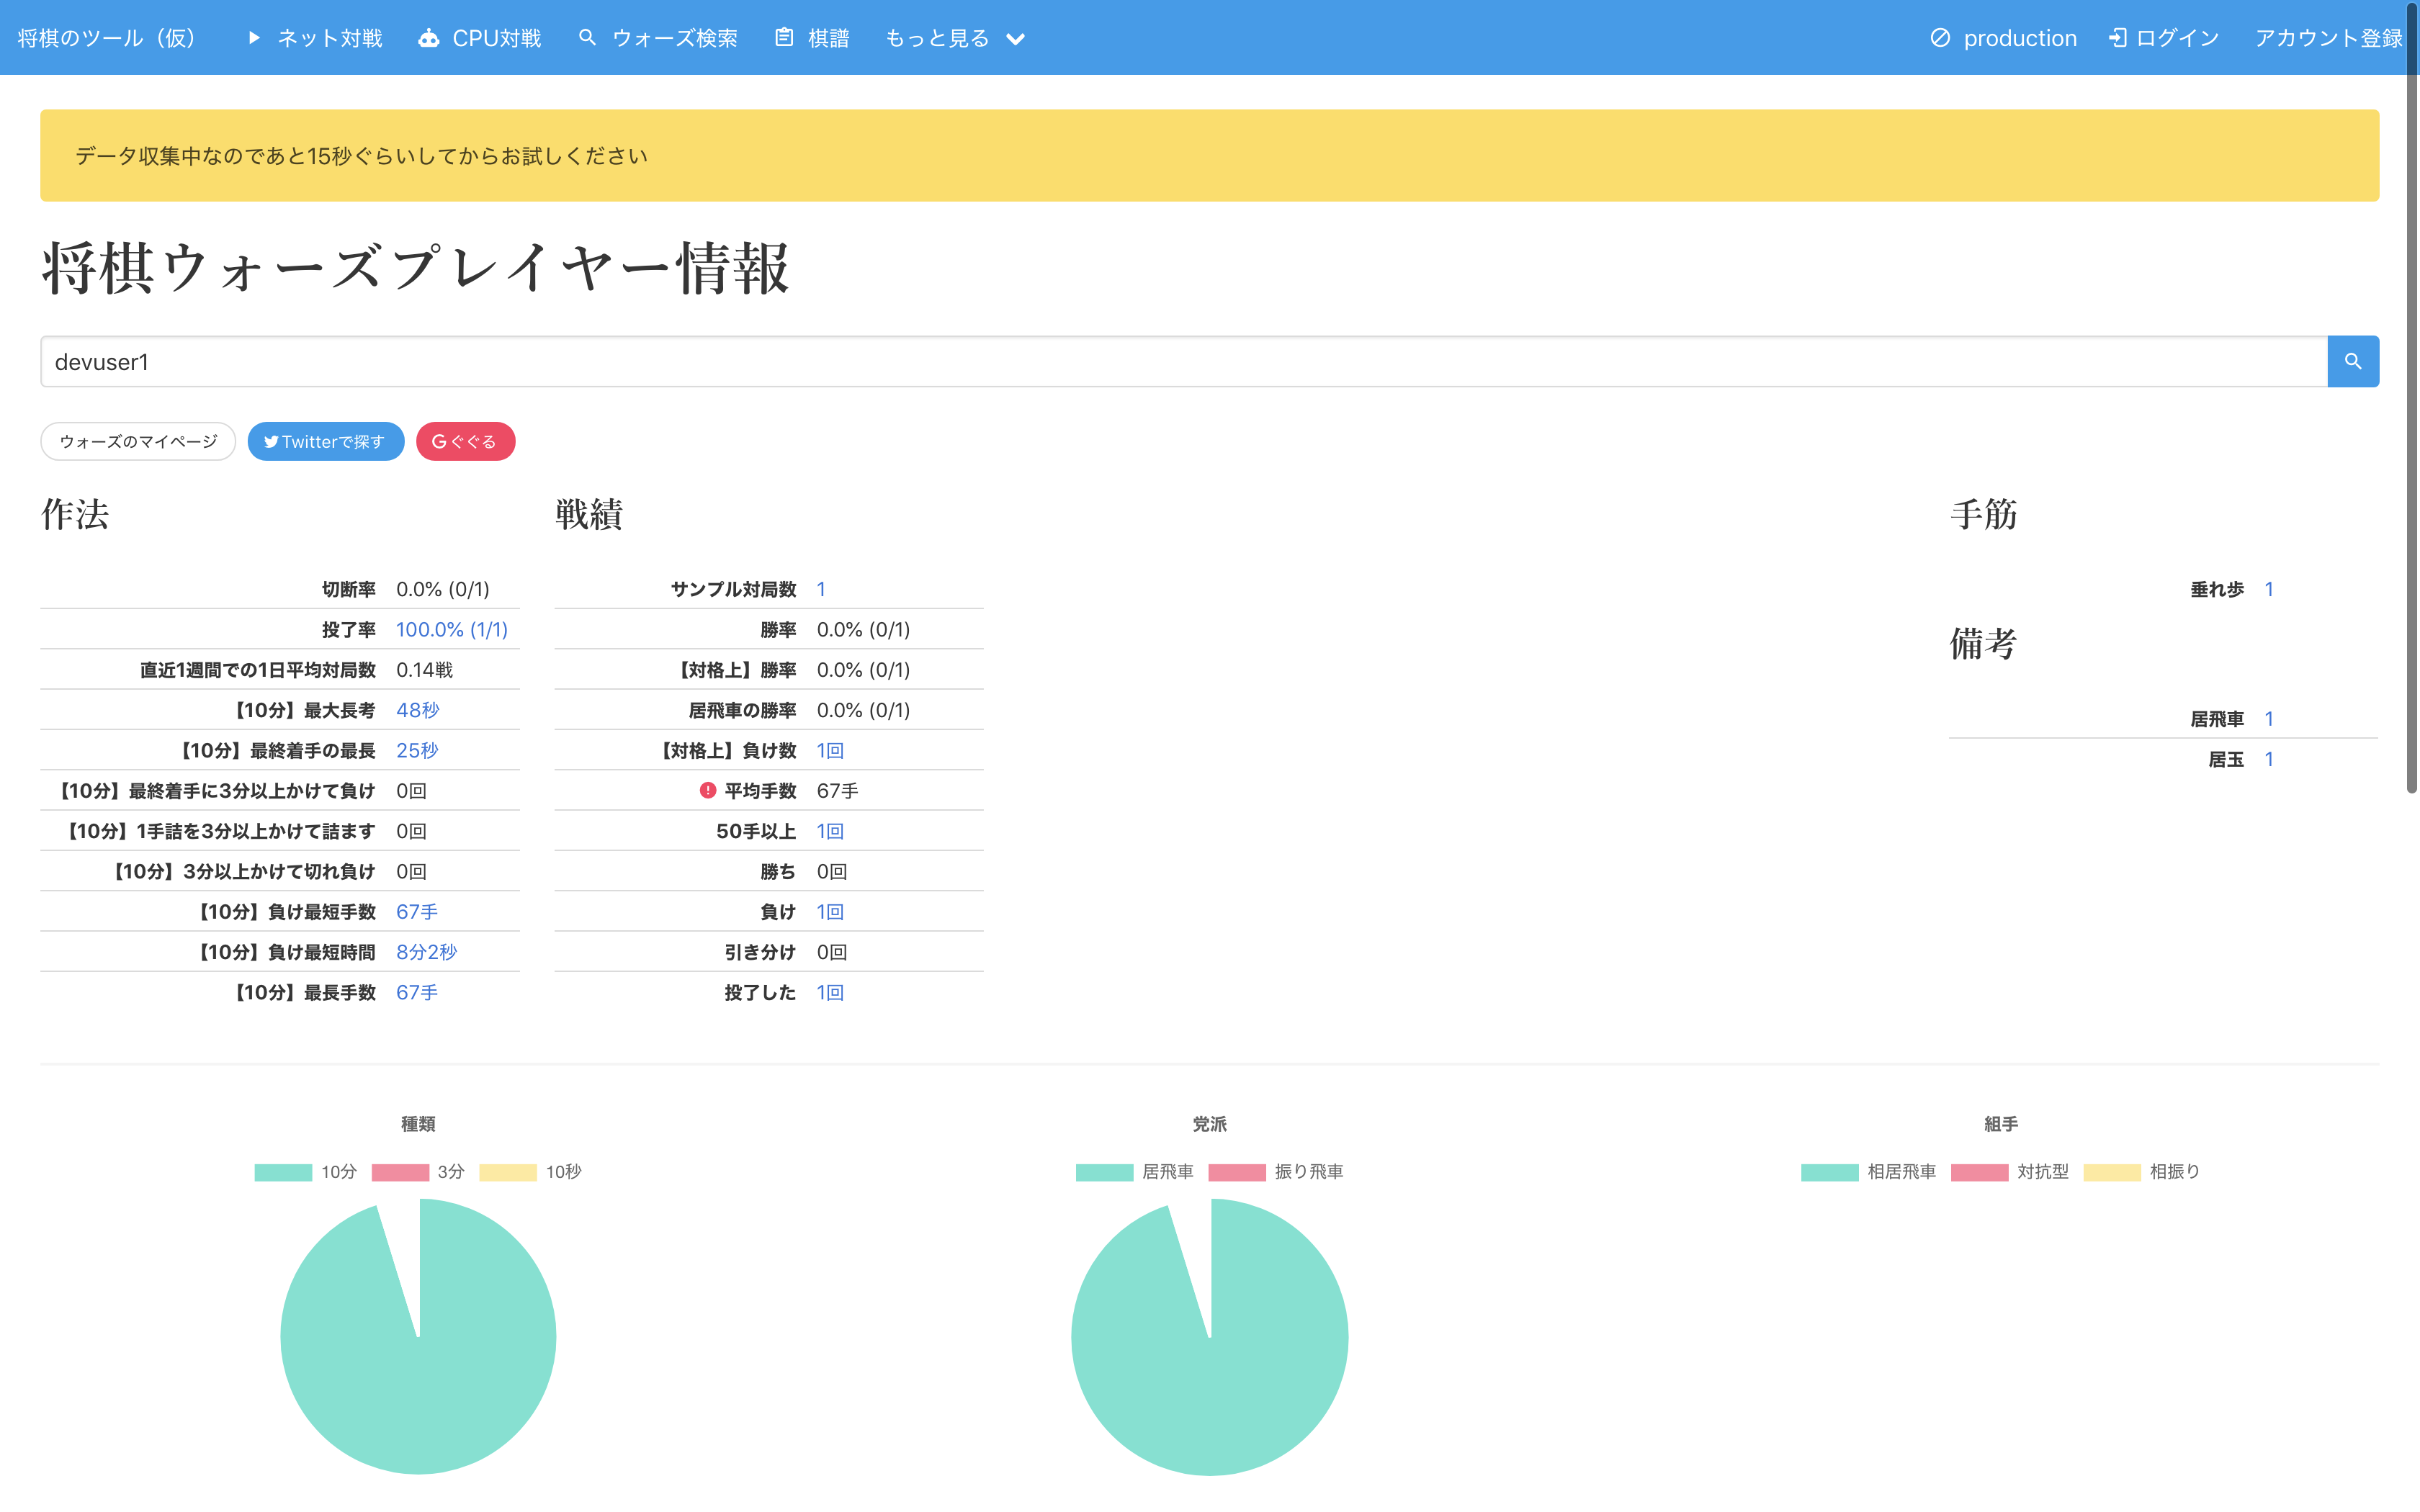 将棋のツール（仮） ネット対戦 CPU対戦 ウォーズ検索 棋譜 もっと見る production ログイン アカウント登録
データ収集中なのであと15秒ぐらいしてからお試しください
将棋ウォーズプレイヤー情報
devuser1
ウォーズのマイページ Twitterで探す ぐぐる
作法
切断率 0.0% (0/1)
投了率 100.0% (1/1)
直近1週間での1日平均対局数 0.14戦
【10分】最大長考 48秒
【10分】最終着手の最長 25秒
【10分】最終着手に3分以上かけて負け 0回
【10分】1手詰を3分以上かけて詰ます 0回
【10分】3分以上かけて切れ負け 0回
【10分】負け最短手数 67手
【10分】負け最短時間 8分2秒
【10分】最長手数 67手
戦績
サンプル対局数 1
勝率 0.0% (0/1)
【対格上】勝率 0.0% (0/1)
居飛車の勝率 0.0% (0/1)
【対格上】負け数 1回
平均手数 67手
50手以上 1回
勝ち 0回
負け 1回
引き分け 0回
投了した 1回
手筋
垂れ歩 1
備考
居飛車 1
居玉 1
種類
10分 3分 10秒
党派
居飛車 振り飛車
組手
相居飛車 対抗型 相振り